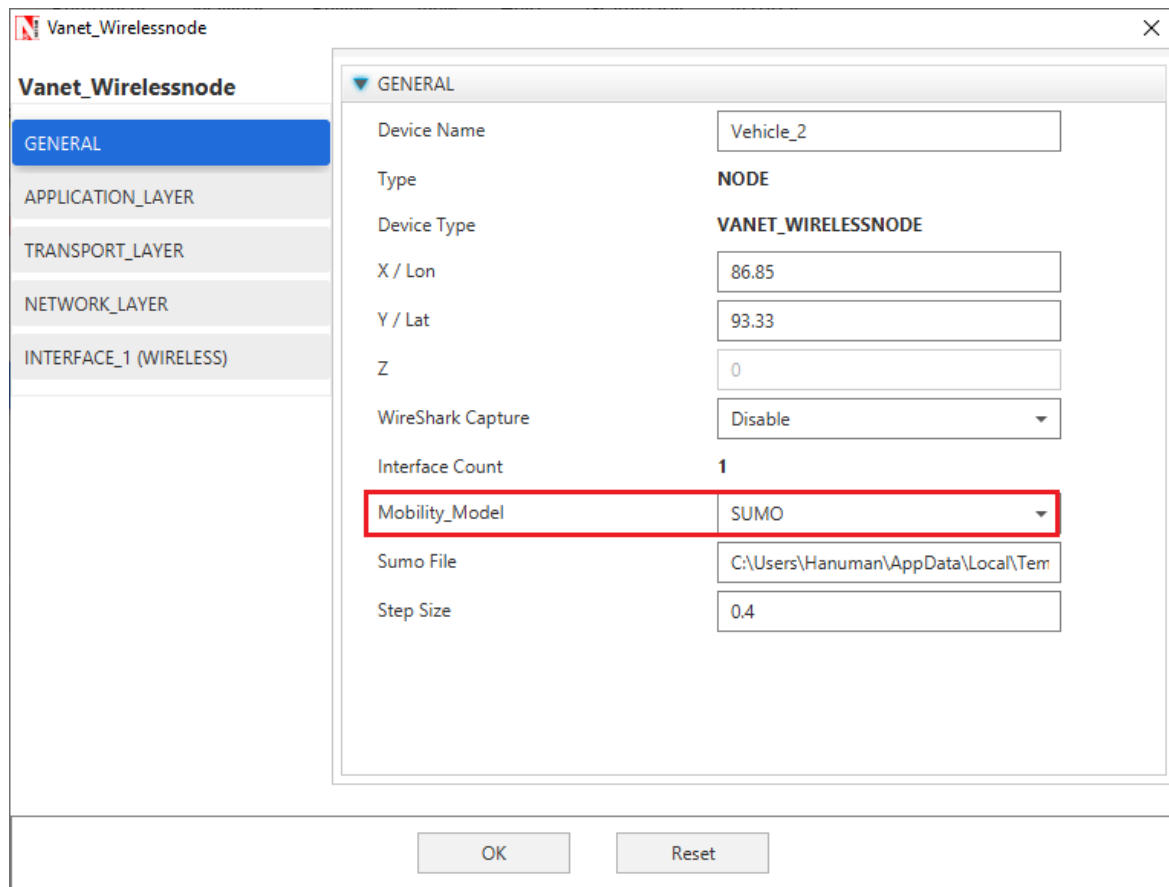 Vanet_Wirelessnode
Vanet_Wirelessnode
GENERAL
APPLICATION_LAYER
TRANSPORT_LAYER
NETWORK_LAYER
INTERFACE_1 (WIRELESS)
GENERAL
Device Name Vehicle_2
Type NODE
Device Type VANET_WIRELESSNODE
X / Lon 86.85
Y / Lat 93.33
Z 0
WireShark Capture Disable
Interface Count 1
Mobility_Model SUMO
Sumo File C:\Users\Hanuman\AppData\Local\Tem
Step Size 0.4
OK Reset